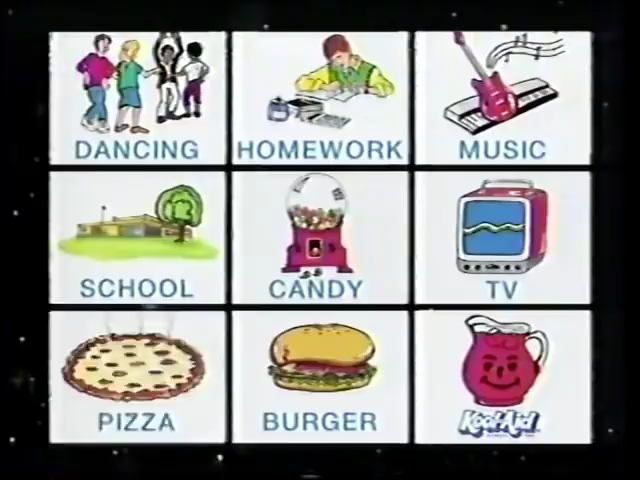 DANCING
HOMEWORK
MUSIC
SCHOOL
CANDY
TV
PIZZA
BURGER
Kool-Aid